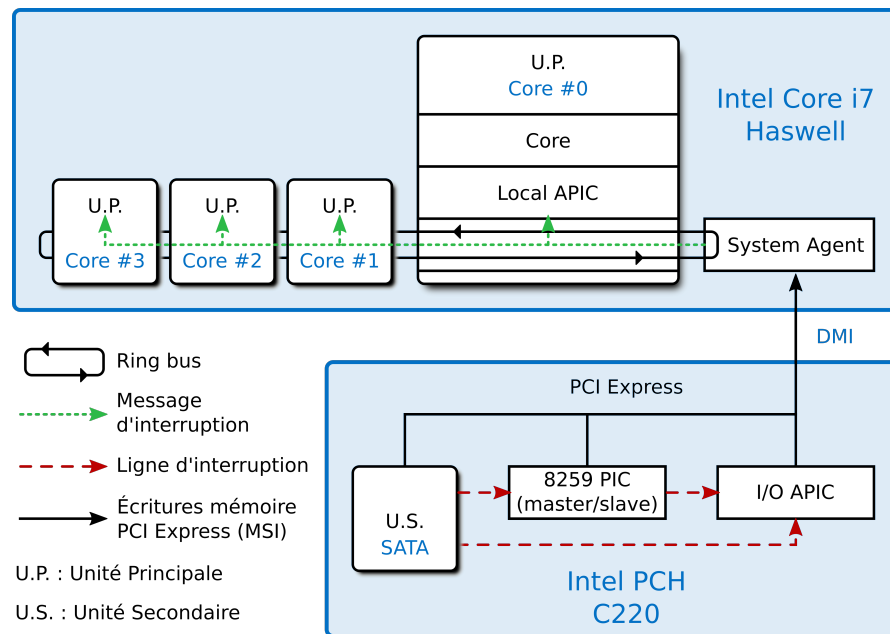 U.P.
Core #0
Intel Core i7
Haswell
Core
Local APIC
U.P.
U.P.
U.P.
Core #3
Core #2
Core #1
System Agent
DMI
Ring bus
Message
d'interruption
Ligne d'interruption
Écritures mémoire
PCI Express (MSI)
U.P. : Unité Principale
U.S. : Unité Secondaire
PCI Express
U.S.
SATA
8259 PIC
(master/slave)
I/O APIC
Intel PCH
C220